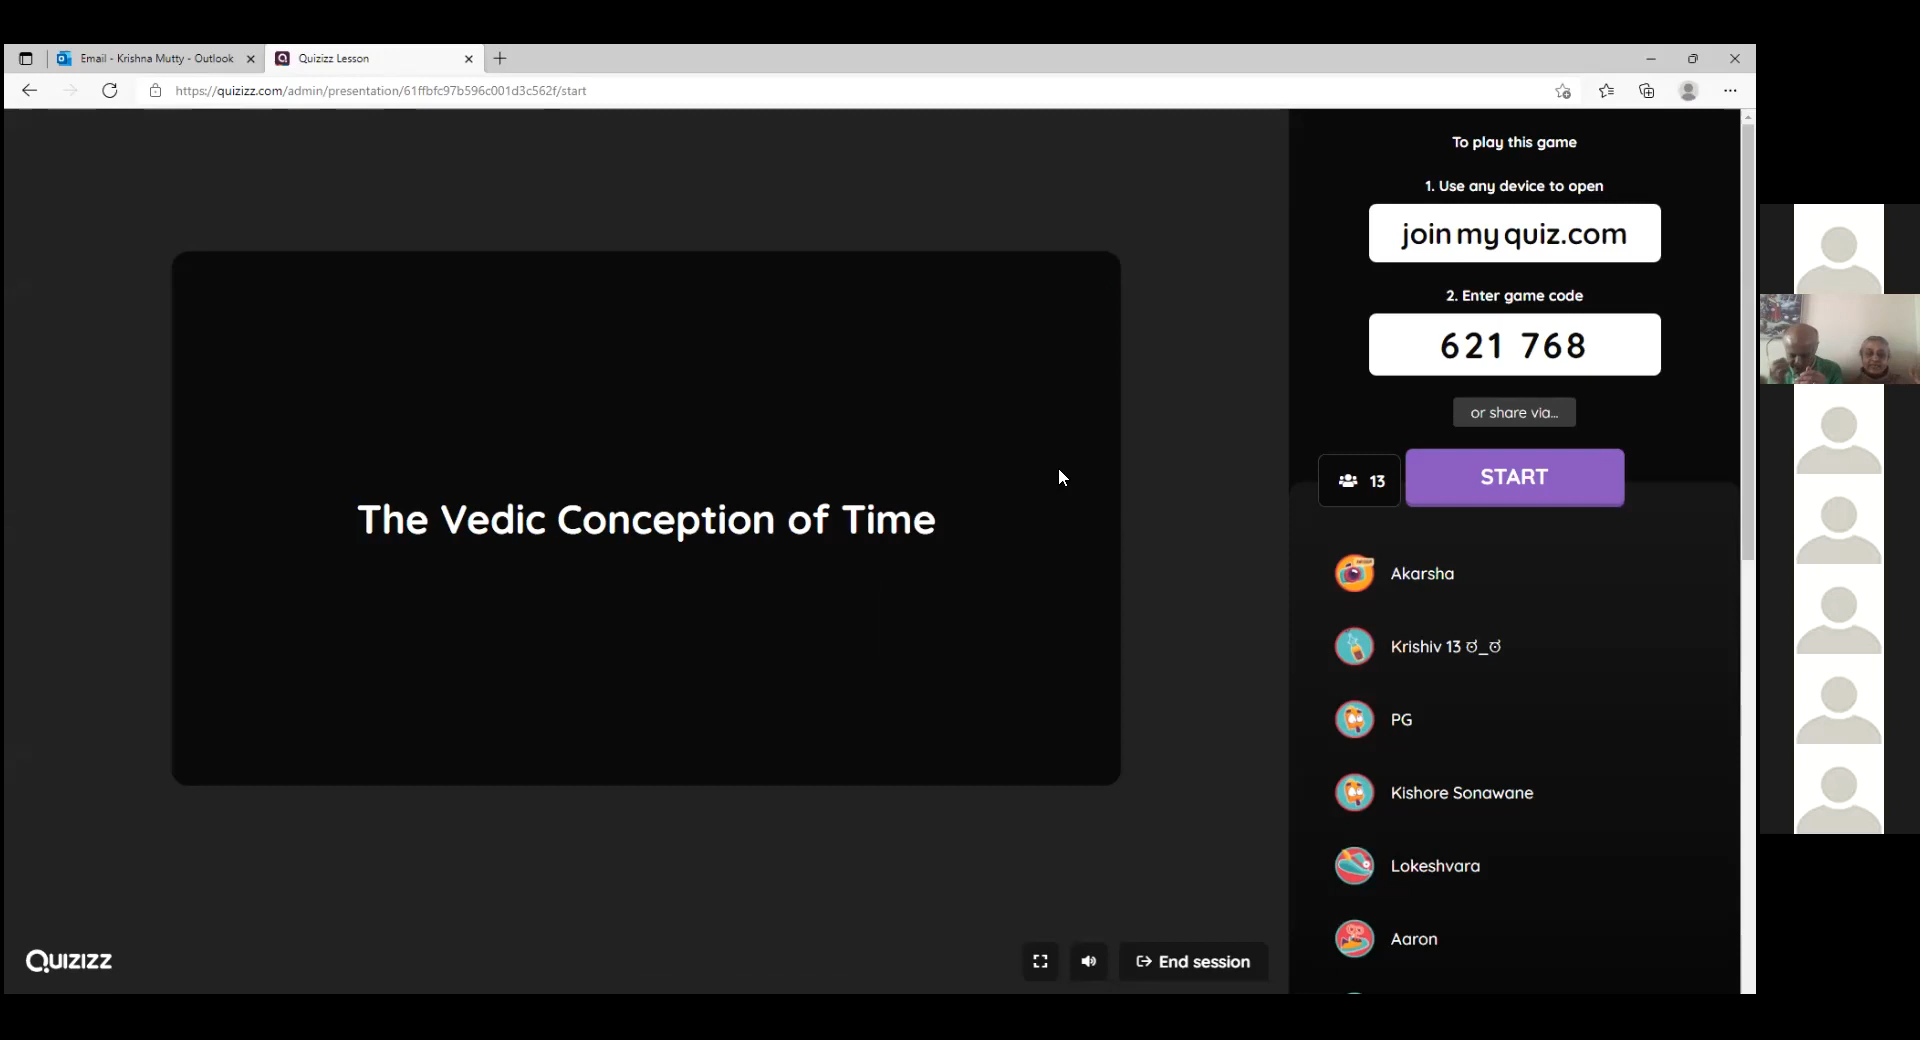 Email - Krishna Mutty - Outlook
Quizizz Lesson
https://quizizz.com/admin/presentation/61ffbfc97b596c001d3c562f/start
The Vedic Conception of Time
To play this game
1. Use any device to open
joinmyquiz.com
2. Enter game code
621 768
or share via...
13
START
Akarsha
Krishiv 13 ಠ_ಠ
PG
Kishore Sonawane
Lokeshvara
Aaron
Quizizz
End session